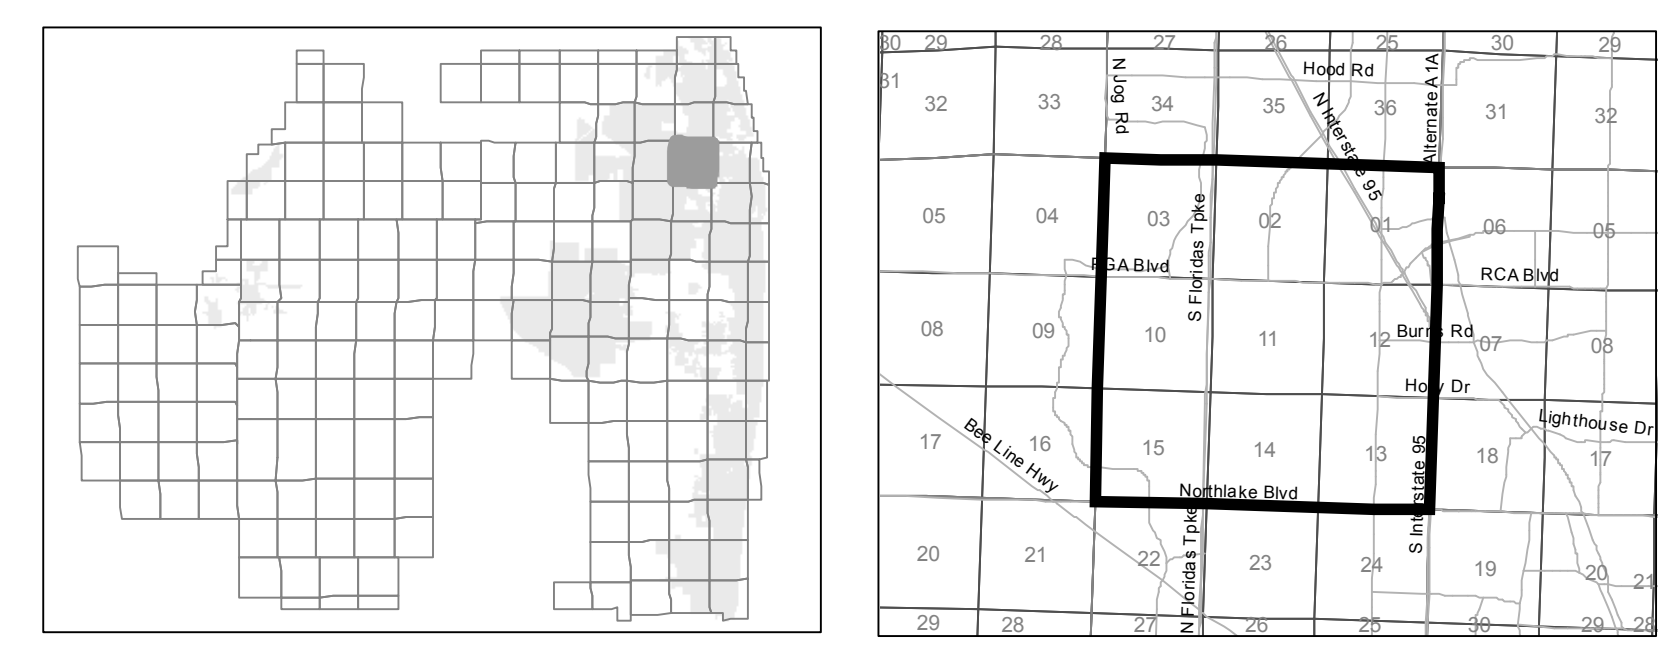 30 29 28 27 26 25 30 29
Hood Rd
31 32 33 34 35 36 31 32
N Jog Rd
N Interstate 95
Alternate A1A
05 04 03 02 01 06 05
PGA Blvd
S Floridas Tpke
RCA Blvd
08 09 10 11 12 07 08
Burns Rd
Holly Dr
Lighthouse Dr
17 16 15 14 13 18 17
Bee Line Hwy
Northlake Blvd
S Interstate 95
20 21 22 23 24 19 20 21
N Floridas Tpke
29 28 27 26 25 30 29 28